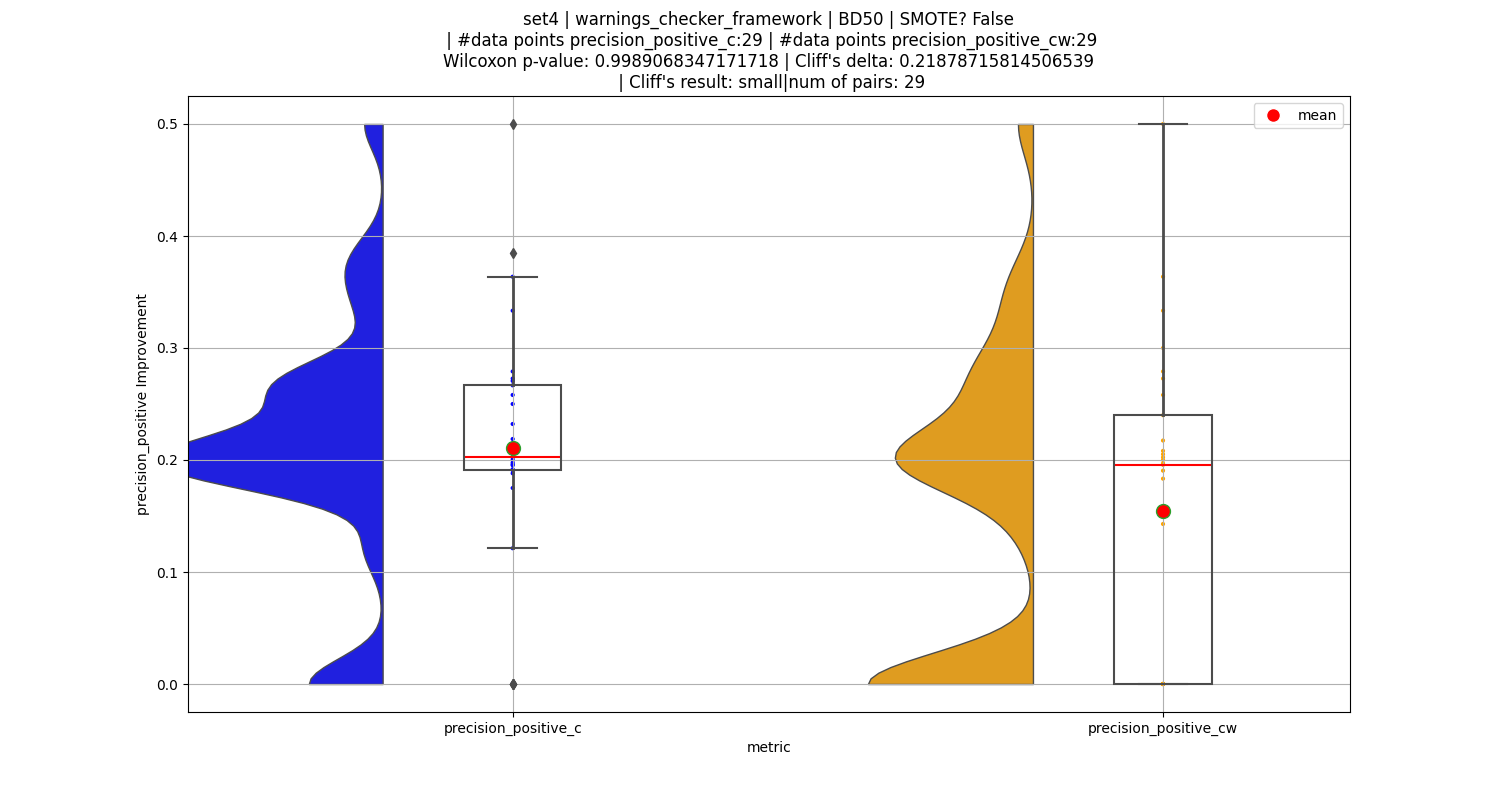 set4 | warnings_checker_framework | BD50 | SMOTE? False
| #data points precision_positive_c:29 | #data points precision_positive_cw:29
Wilcoxon p-value: 0.9989068347171718 | Cliff's delta: 0.21878715814506539
| Cliff's result: small|num of pairs: 29
mean
0.5
0.4
0.3
0.2
0.1
0.0
precision_positive Improvement
precision_positive_c
precision_positive_cw
metric